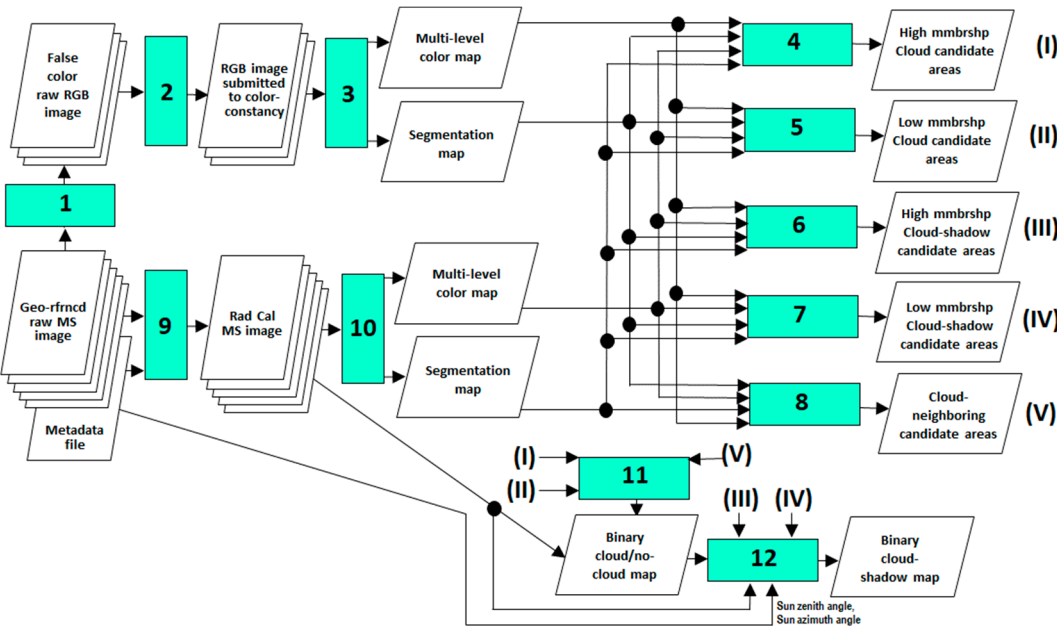 False
color
raw RGB
image
2
RGB image
submitted
to color-
constancy
3
Multi-level
color map
Segmentation
map
4
High mmbrshp
Cloud candidate
areas
(I)
5
Low mmbrshp
Cloud candidate
areas
(II)
1
6
High mmbrshp
Cloud-shadow
candidate areas
(III)
Geo-rfrncd
raw MS
image
9
Rad Cal
MS image
10
Multi-level
color map
Segmentation
map
7
Low mmbrshp
Cloud-shadow
candidate areas
(IV)
8
Cloud-
neighboring
candidate areas
(V)
Metadata
file
(I)
(II)
11
(V)
(III)
(IV)
Binary
cloud/no-
cloud map
12
Binary
cloud-
shadow map
Sun zenith angle,
Sun azimuth angle